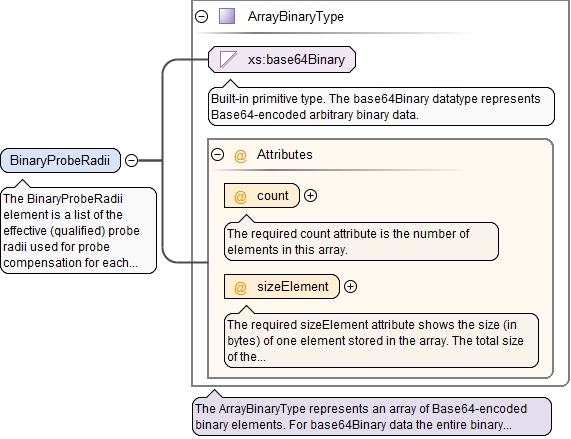 ArrayBinaryType
xs:base64Binary
Built-in primitive type. The base64Binary datatype represents
Base64-encoded arbitrary binary data.
BinaryProbeRadii
The BinaryProbeRadii
element is a list of the
effective (qualified) probe
radii used for probe
compensation for each...
@ Attributes
@ count
The required count attribute is the number of
elements in this array.
@ sizeElement
The required sizeElement attribute shows the size (in
bytes) of one element stored in the array. The total size
of the...
The ArrayBinaryType represents an array of Base64-encoded
binary elements. For base64Binary data the entire binary...